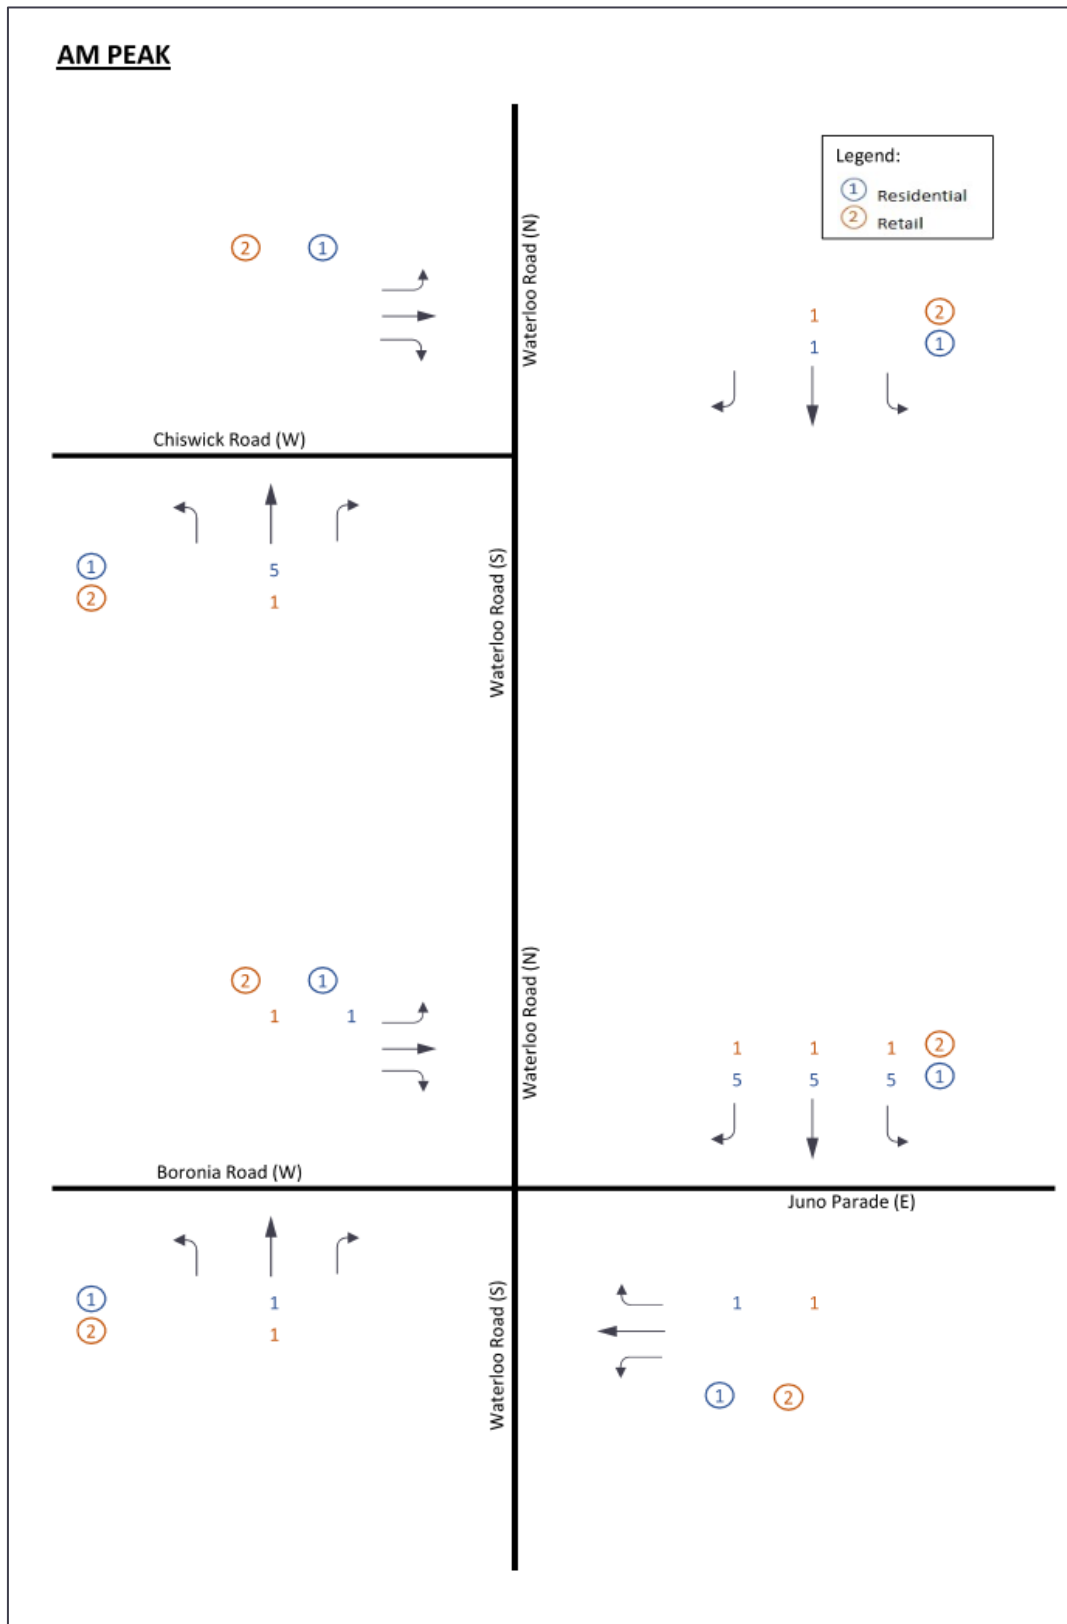 AM PEAK
Legend:
1 Residential
2 Retail
Waterloo Road (N)
2 1
1 2
1 1
Chiswick Road (W)
1 5
2 1
Waterloo Road (S)
Waterloo Road (N)
2 1
1 1
1 1 1 2
5 5 5 1
Boronia Road (W)
Juno Parade (E)
1 1
2 1
Waterloo Road (S)
1 1
1 2